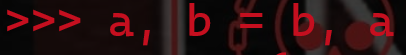 >>> a, b = b, a